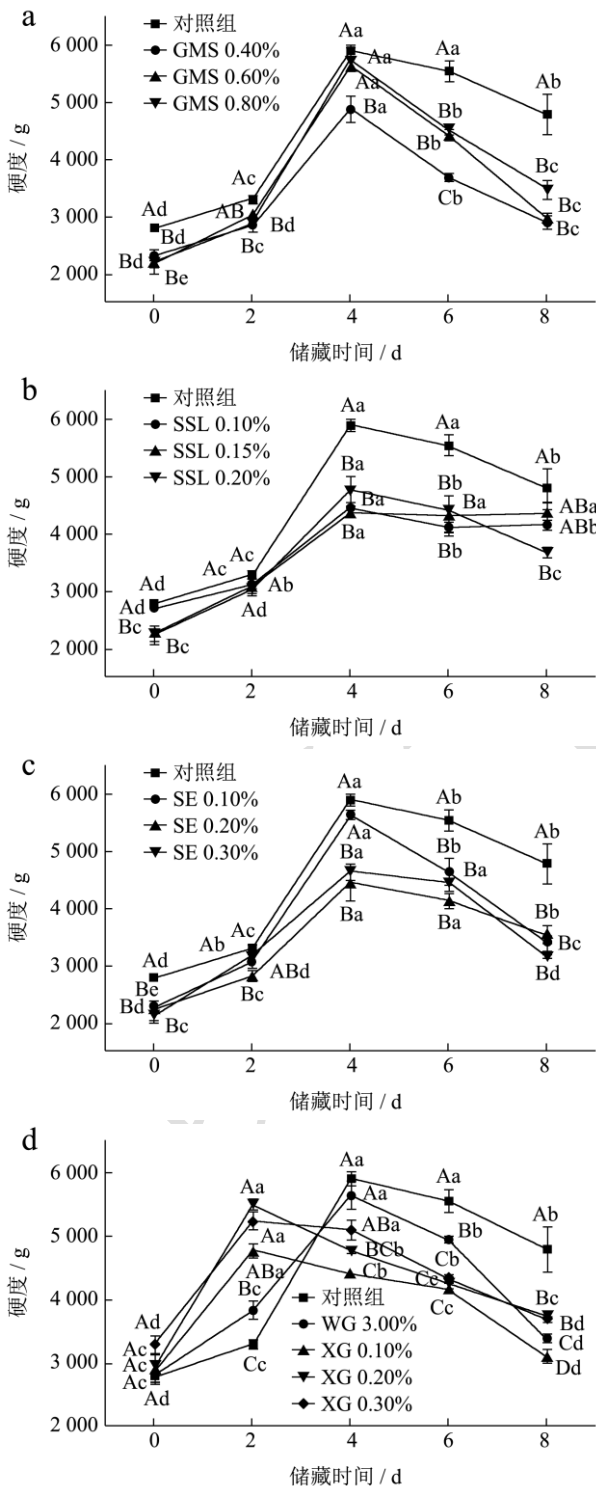 a
对照组
GMS 0.40%
GMS 0.60%
GMS 0.80%
硬度 / g
6 000
5 000
4 000
3 000
2 000
Ad
Bd
Bd
Be
Ac
AB
Bd
Bc
Aa
Aa
Aa
Ba
Aa
Bb
Bb
Cb
Ab
Bc
Bc
Bc
0 2 4 6 8
储藏时间 / d
b
对照组
SSL 0.10%
SSL 0.15%
SSL 0.20%
硬度 / g
6 000
5 000
4 000
3 000
2 000
Ad
Ad
Bc
Bc
Ac
Ac
Ab
Ad
Aa
Ba
Ba
Ba
Aa
Bb
Ba
Bb
Ab
ABa
ABb
Bc
0 2 4 6 8
储藏时间 / d
c
对照组
SE 0.10%
SE 0.20%
SE 0.30%
硬度 / g
6 000
5 000
4 000
3 000
2 000
Ad
Be
Bd
Bc
Ab
Ac
ABd
Bc
Aa
Aa
Ba
Ba
Ab
Bb
Ba
Ba
Ab
Bb
Bc
Bd
0 2 4 6 8
储藏时间 / d
d
硬度 / g
6 000
5 000
4 000
3 000
2 000
Ad
Ac
Ac
Ac
Ad
Aa
Aa
ABa
Bc
Cc
Aa
Aa
ABa
BCb
Cb
Aa
Bb
Cb
Cc
Cc
Ab
Bc
Bd
Cd
Dd
对照组
WG 3.00%
XG 0.10%
XG 0.20%
XG 0.30%
0 2 4 6 8
储藏时间 / d